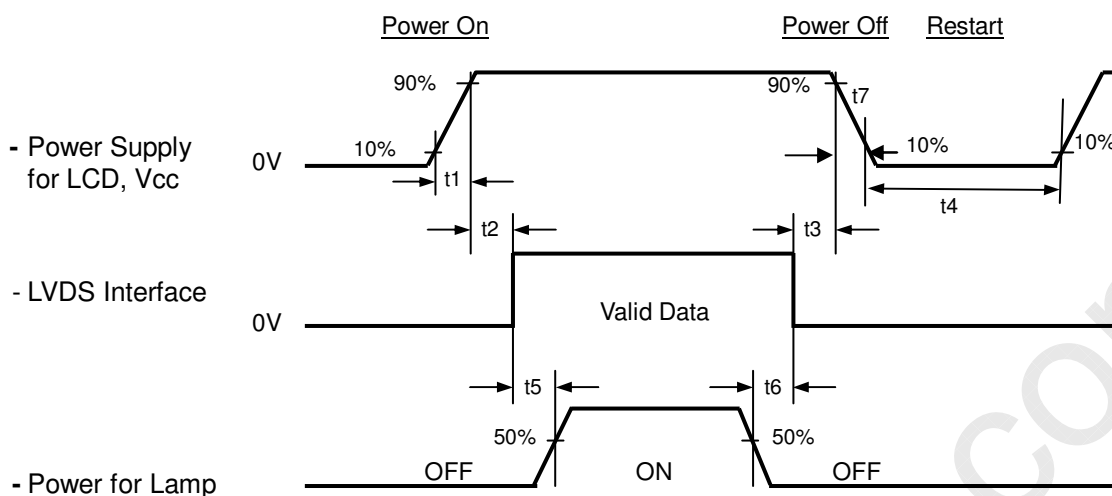 Power On
Power Off
Restart
90%
90%
t7
- Power Supply
for LCD, Vcc
0V
10%
10%
10%
t1
t4
t2
t3
- LVDS Interface
0V
Valid Data
t5
t6
50%
50%
- Power for Lamp
OFF
ON
OFF
com